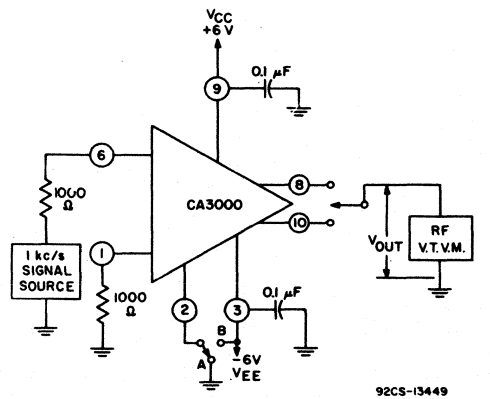 VCC
+6 V
0.1 µF
9
6
1000
Ω
CA3000
8
10
1 kc/s
SIGNAL
SOURCE
1
1000
Ω
VOUT
RF
V.T.V.M.
2
3
0.1 µF
B
A
-6V
VEE
92CS-13449